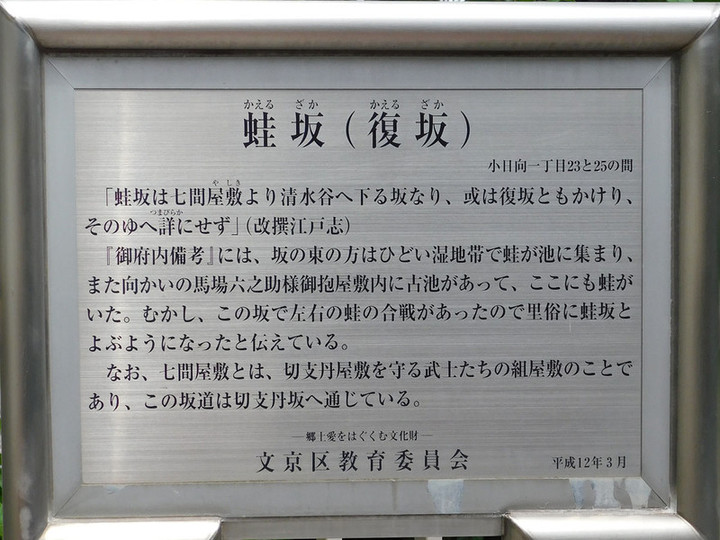 かえる ざか かえる ざか
蛙坂(復坂)
小日向一丁目23と25の間
やしき
「蛙坂は七間屋敷より清水谷へ下る坂なり、或は復坂ともかけり、
つまびらか
そのゆへ詳にせず」(改撰江戸志)
『御府内備考』には、坂の東の方はひどい湿地帯で蛙が池に集まり、
また向かいの馬場六之助様御抱屋敷内に古池があって、ここにも蛙が
いた。むかし、この坂で左右の蛙の合戦があったので里俗に蛙坂と
よぶようになったと伝えている。
なお、七間屋敷とは、切支丹屋敷を守る武士たちの組屋敷のことで
あり、この坂道は切支丹坂へ通じている。
―郷土愛をはぐくむ文化財―
文京区教育委員会 平成12年3月